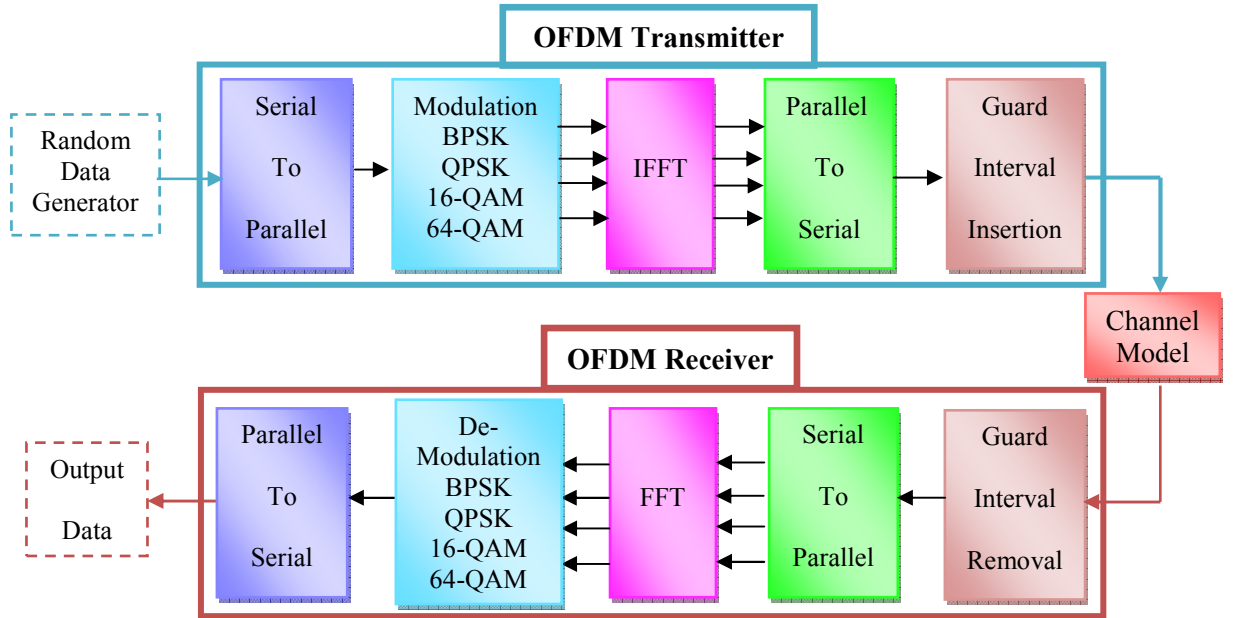 OFDM Transmitter
Random
Data
Generator
Serial
To
Parallel
Modulation
BPSK
QPSK
16-QAM
64-QAM
IFFT
Parallel
To
Serial
Guard
Interval
Insertion
Channel
Model
OFDM Receiver
Output
Data
Parallel
To
Serial
De-
Modulation
BPSK
QPSK
16-QAM
64-QAM
FFT
Serial
To
Parallel
Guard
Interval
Removal